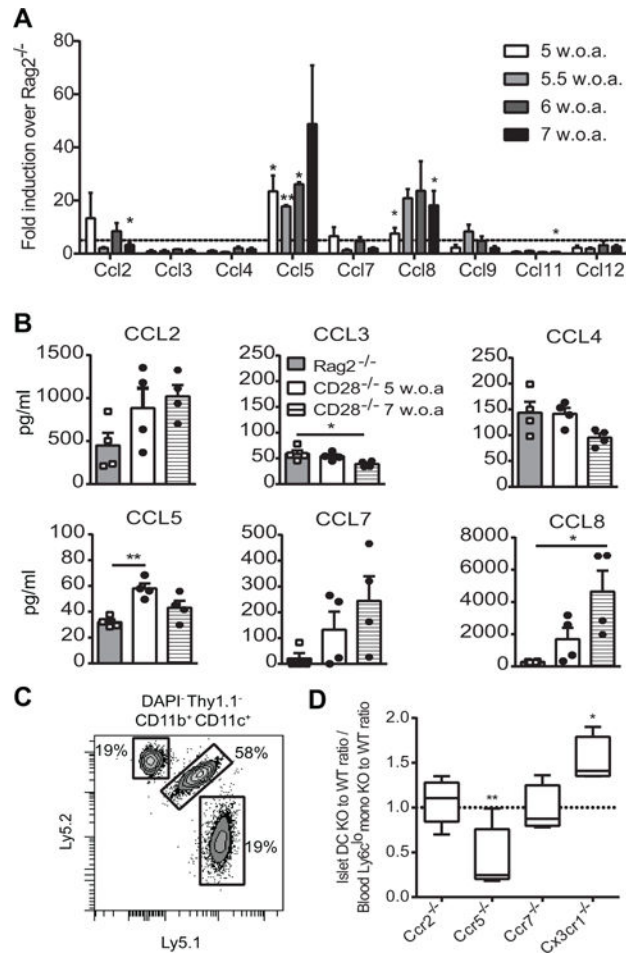 A
Fold induction over Rag2-/-
80
60
40
20
0
5 w.o.a.
5.5 w.o.a.
6 w.o.a.
7 w.o.a.
* * ** * * * *
Ccl2 Ccl3 Ccl4 Ccl5 Ccl7 Ccl8 Ccl9 Ccl11 Ccl12
B
CCL2
pg/ml
1500
1000
500
0
CCL3
250
200
150
100
50
0
Rag2-/-
CD28-/- 5 w.o.a
CD28-/- 7 w.o.a
*
CCL4
250
200
150
100
50
0
CCL5
pg/ml
100
80
60
40
20
0
**
CCL7
500
400
300
200
100
0
CCL8
8000
6000
4000
2000
0
*
C
DAPI- Thy1.1-
CD11b+ CD11c+
19%
58%
19%
Ly5.2
Ly5.1
D
Islet DC KO to WT ratio /
Blood Ly6clo mono KO to WT ratio
2.0
1.5
1.0
0.5
0.0
**
*
Ccr2-/-
Ccr5-/-
Ccr7-/-
Cx3cr1-/-